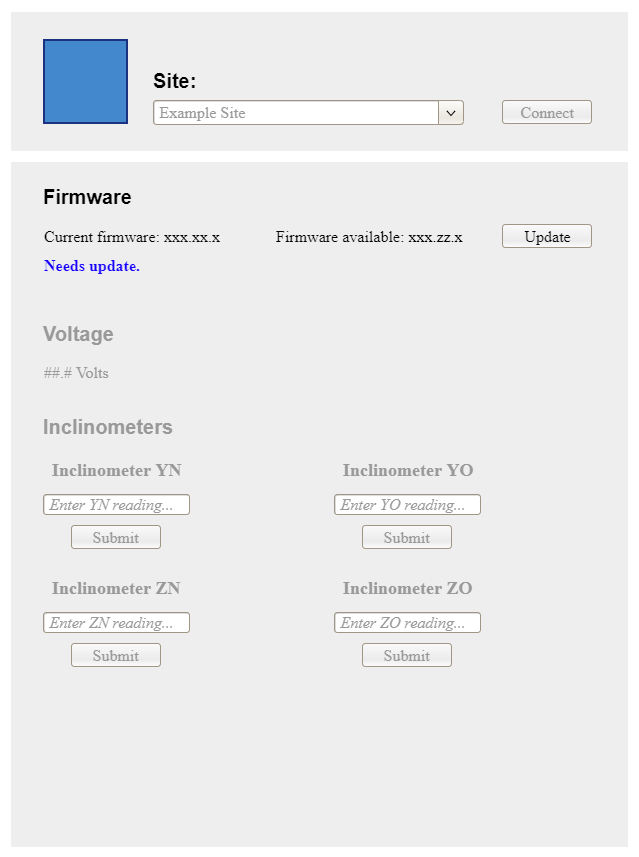 Site:
Example Site
Connect
Firmware
Current firmware: xxx.xx.x
Firmware available: xxx.zz.x
Update
Needs update.
Voltage
##.# Volts
Inclinometers
Inclinometer YN
Inclinometer YO
Enter YN reading...
Enter YO reading...
Submit
Submit
Inclinometer ZN
Inclinometer ZO
Enter ZN reading...
Enter ZO reading...
Submit
Submit